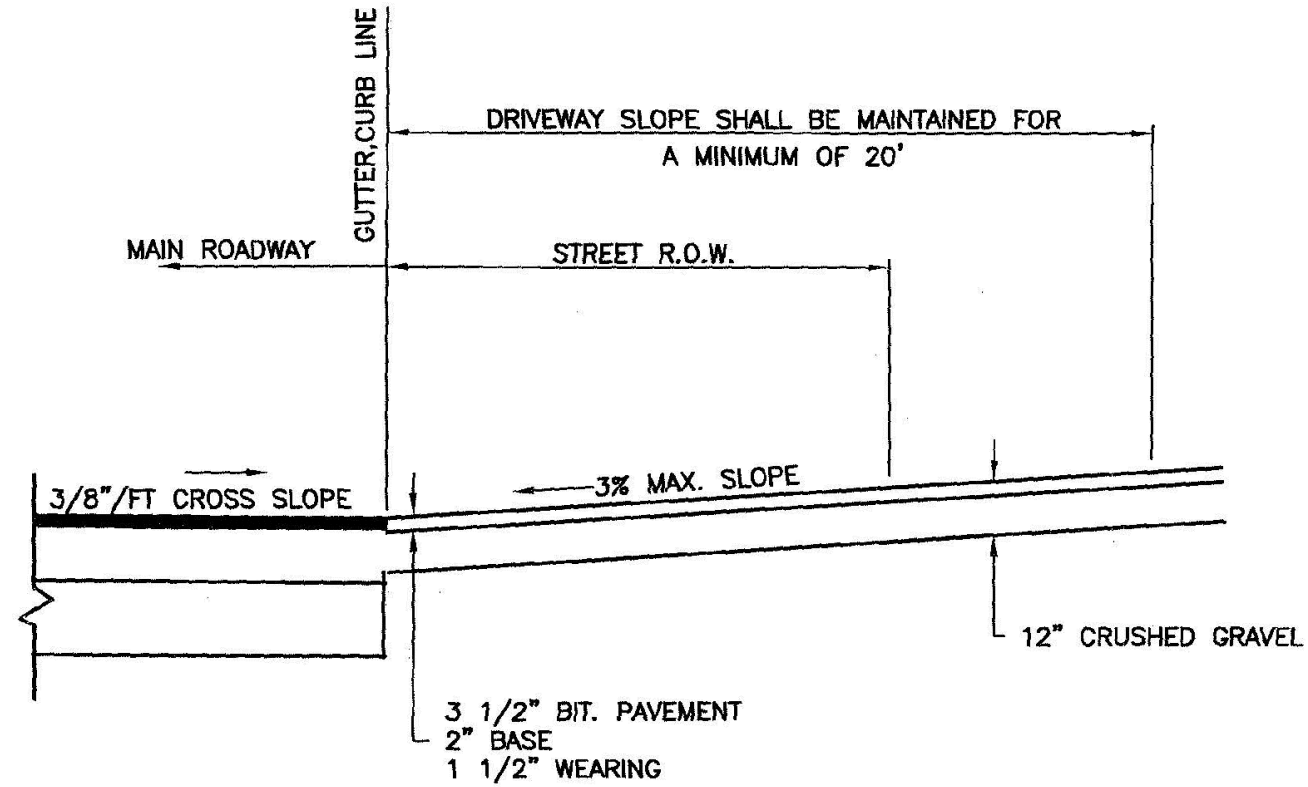 GUTTER,CURB LINE
DRIVEWAY SLOPE SHALL BE MAINTAINED FOR
A MINIMUM OF 20'
MAIN ROADWAY
STREET R.O.W.
3/8"/FT CROSS SLOPE
3% MAX. SLOPE
12" CRUSHED GRAVEL
3 1/2" BIT. PAVEMENT
2" BASE
1 1/2" WEARING